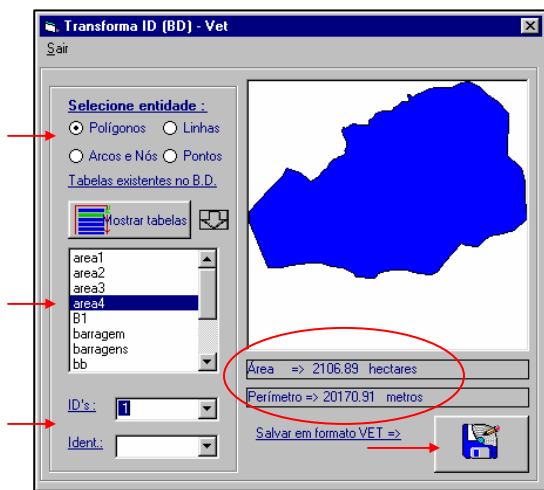 Transforma ID (BD) - Vet
Sair
Selecione entidade :
Polígonos Linhas
Arcos e Nós Pontos
Tabelas existentes no B.D.
Mostrar tabelas
area1
area2
area3
area4
B1
barragem
barragens
bb
ID's : 1
Ident.:
Área => 2106.89 hectares
Perímetro => 20170.91 metros
Salvar em formato VET =>